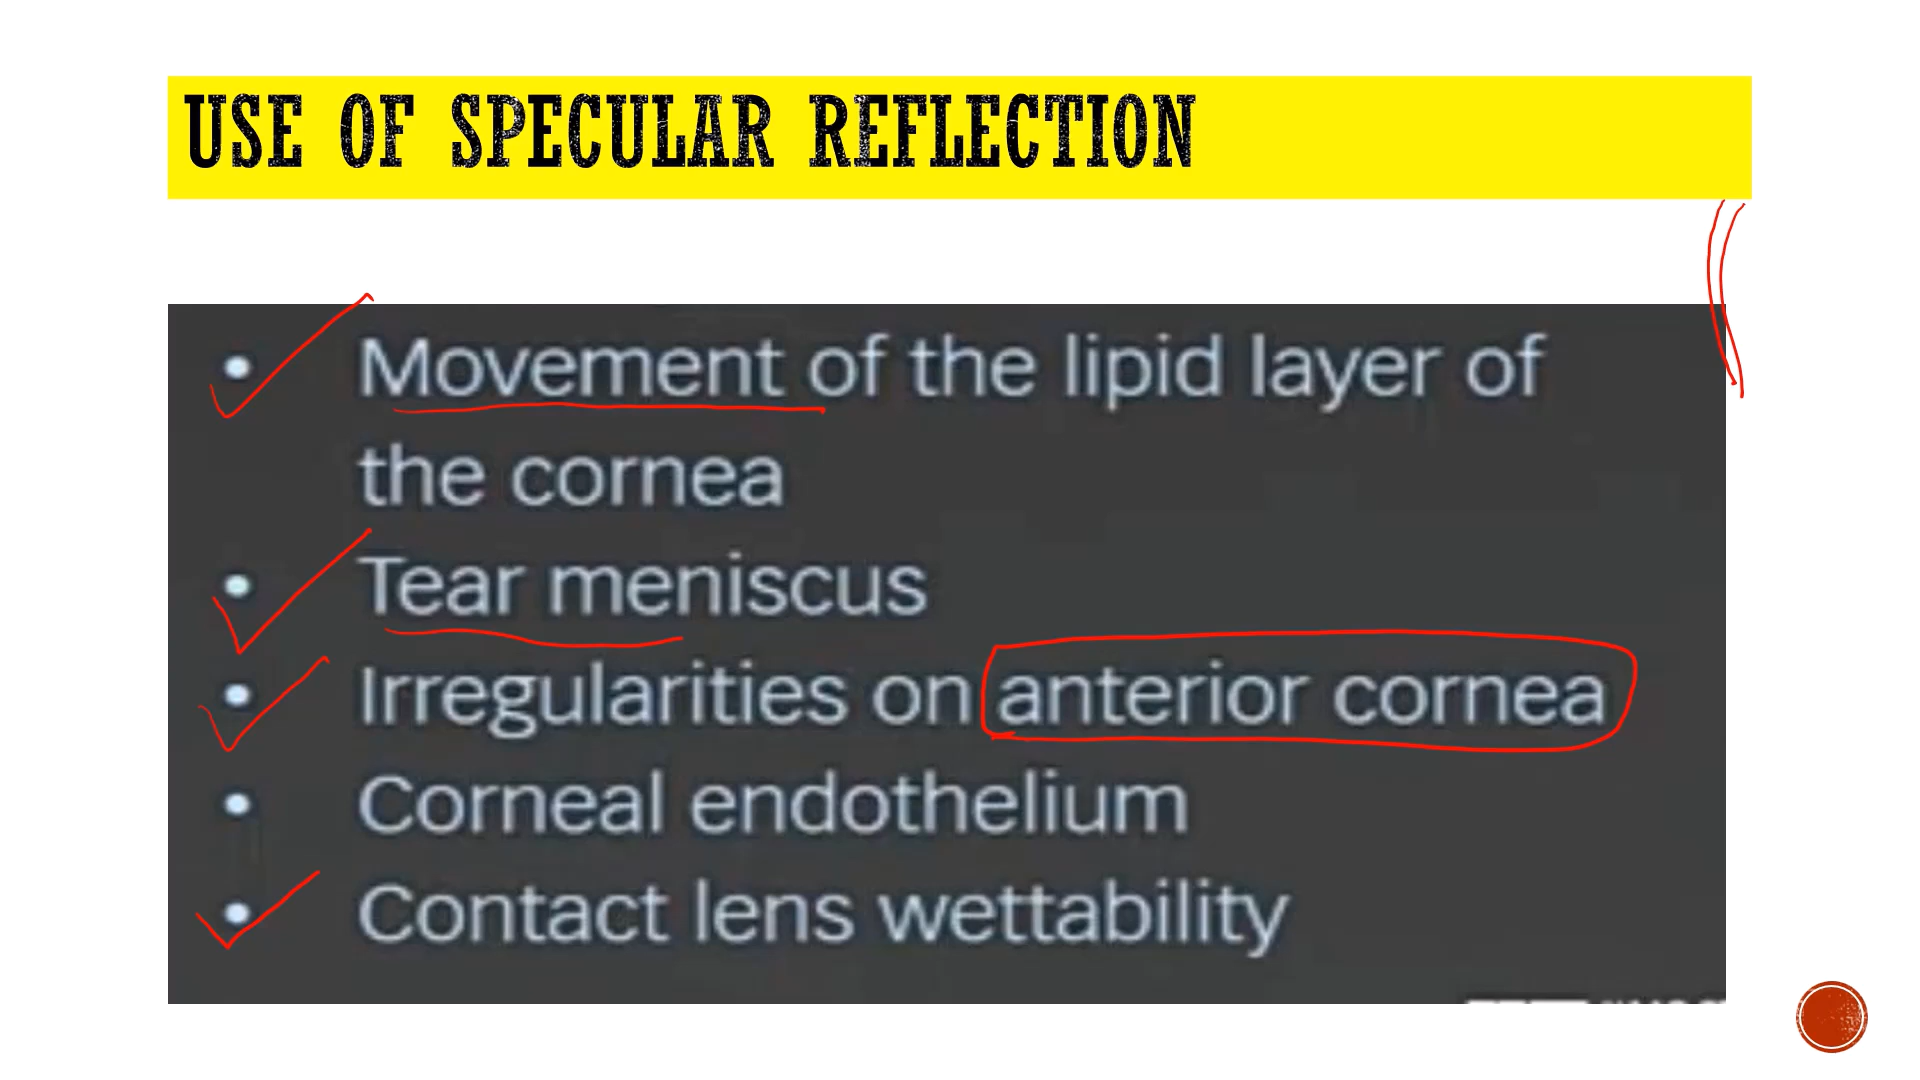 USE OF SPECULAR REFLECTION
• Movement of the lipid layer of
the cornea
• Tear meniscus
• Irregularities on anterior cornea
• Corneal endothelium
• Contact lens wettability